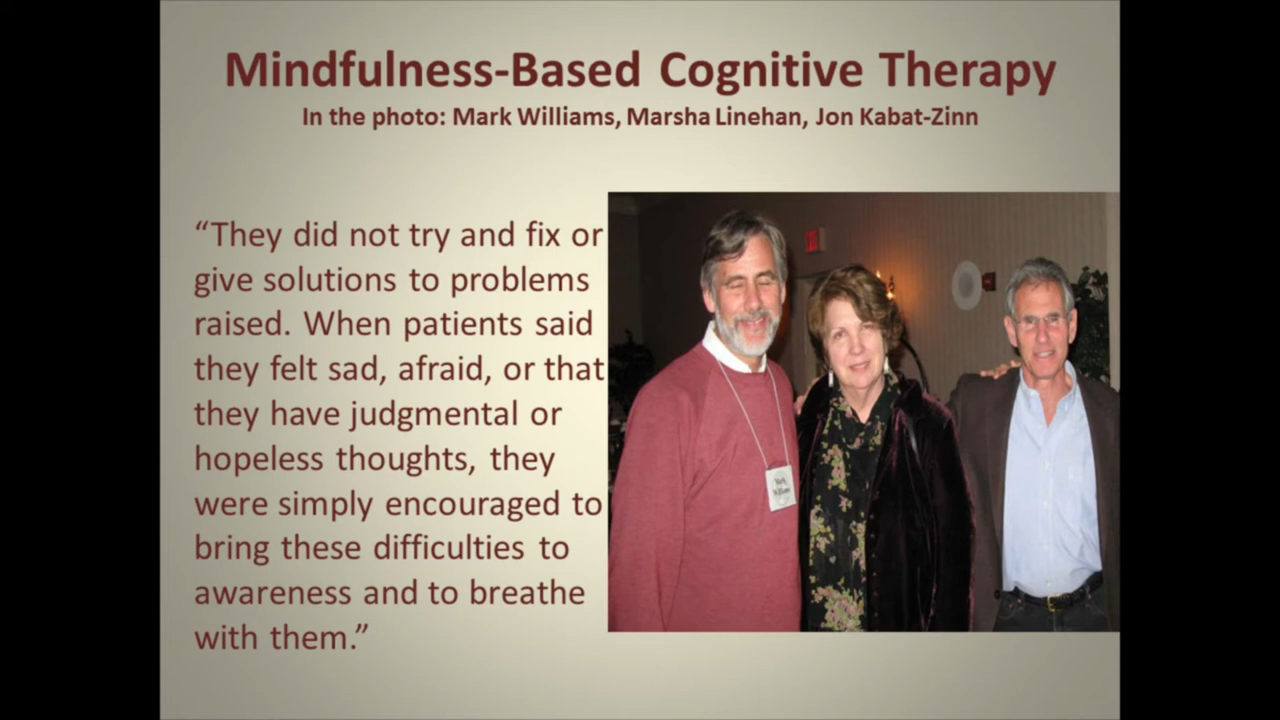 Mindfulness-Based Cognitive Therapy
In the photo: Mark Williams, Marsha Linehan, Jon Kabat-Zinn
“They did not try and fix or
give solutions to problems
raised. When patients said
they felt sad, afraid, or that
they have judgmental or
hopeless thoughts, they
were simply encouraged to
bring these difficulties to
awareness and to breathe
with them.”
Mark
Williams